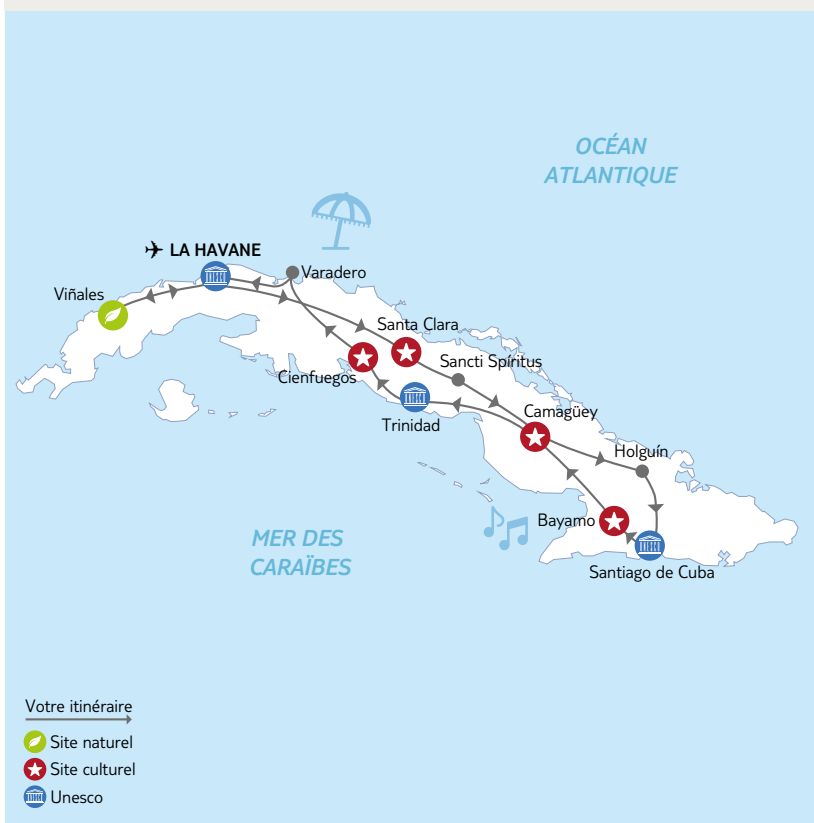 OCÉAN
ATLANTIQUE
LA HAVANE
Varadero
Viñales
Santa Clara
Sancti Spíritus
Cienfuegos
Trinidad
Camagüey
Holguín
Bayamo
MER DES
CARAÏBES
Santiago de Cuba
Votre itinéraire
Site naturel
Site culturel
Unesco